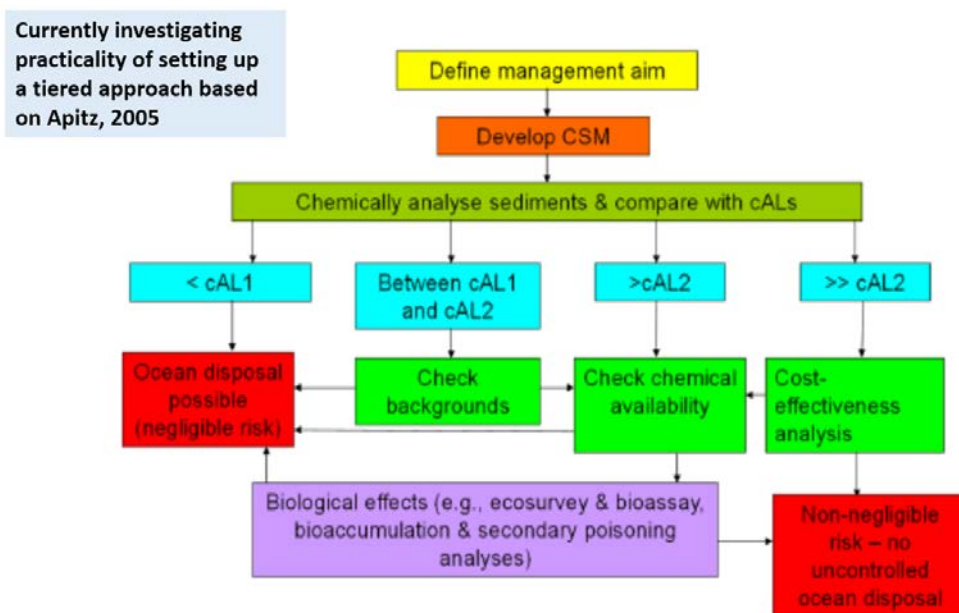 Currently investigating
practicality of setting up
a tiered approach based
on Apitz, 2005
Define management aim
Develop CSM
Chemically analyse sediments & compare with cALs
< cAL1
Between cAL1
and cAL2
>cAL2
>> cAL2
Ocean disposal
possible
(negligible risk)
Check
backgrounds
Check chemical
availability
Cost-
effectiveness
analysis
Biological effects (e.g., ecosurvey & bioassay,
bioaccumulation & secondary poisoning
analyses)
Non-negligible
risk – no
uncontrolled
ocean disposal